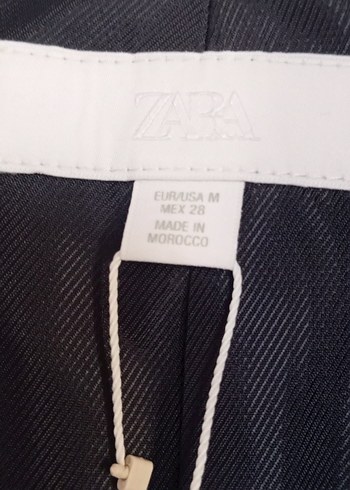 ZARA
EUR/USA M
MEX 28
MADE IN
MOROCCO